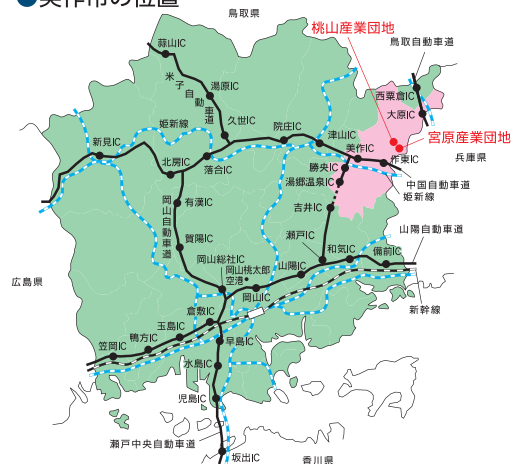 ●美作市の位置
鳥取県
桃山産業団地
鳥取自動車道
蒜山IC
米子自動車道
湯原IC
西粟倉IC
大原IC
久世IC
姫新線
院庄IC
津山IC
宮原産業団地
新見IC
美作IC
作東IC
兵庫県
北房IC
落合IC
勝央IC
中国自動車道
湯郷温泉IC
姫新線
有漢IC
吉井IC
岡山自動車道
山陽自動車道
賀陽IC
瀬戸IC
和気IC
備前IC
岡山総社IC
岡山桃太郎
空港
山陽IC
広島県
岡山IC
新幹線
倉敷IC
玉島IC
鴨方IC
笠岡IC
早島IC
水島IC
児島IC
瀬戸中央自動車道
坂出IC
香川県